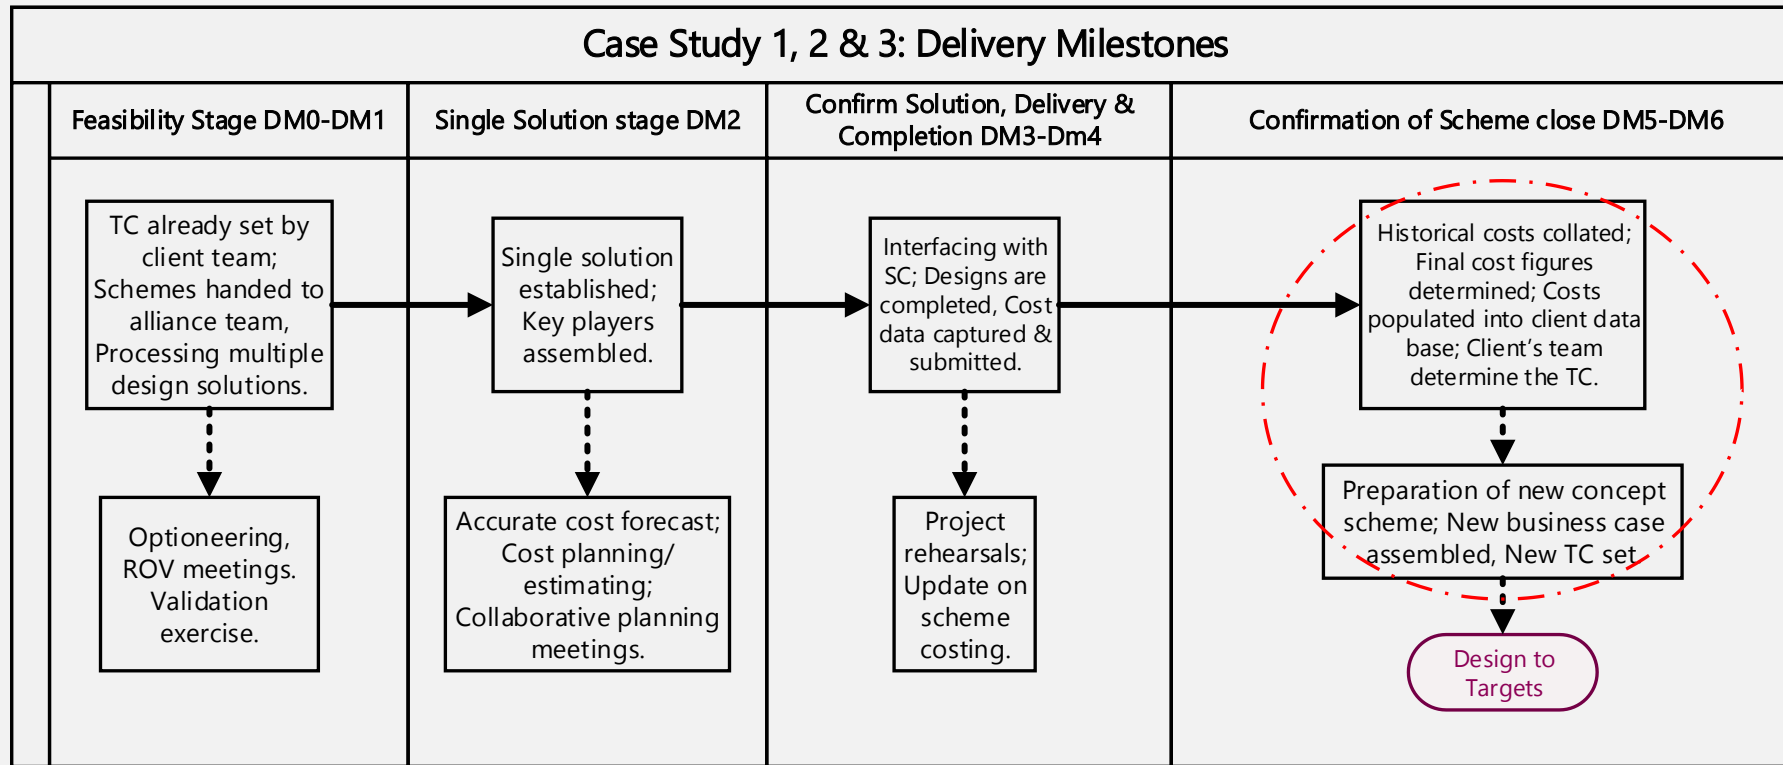 Case Study 1, 2 & 3: Delivery Milestones
Feasibility Stage DM0-DM1
Single Solution stage DM2
Confirm Solution, Delivery &
Completion DM3-Dm4
Confirmation of Scheme close DM5-DM6
TC already set by
client team;
Schemes handed to
alliance team,
Processing multiple
design solutions.
Single solution
established;
Key players
assembled.
Interfacing with
SC; Designs are
completed, Cost
data captured &
submitted.
Historical costs collated;
Final cost figures
determined; Costs
populated into client data
base; Client's team
determine the TC.
Optioneering,
ROV meetings.
Validation
exercise.
Accurate cost forecast;
Cost planning/
estimating;
Collaborative planning
meetings.
Project
rehearsals;
Update on
scheme
costing.
Preparation of new concept
scheme; New business case
assembled, New TC set.
Design to
Targets